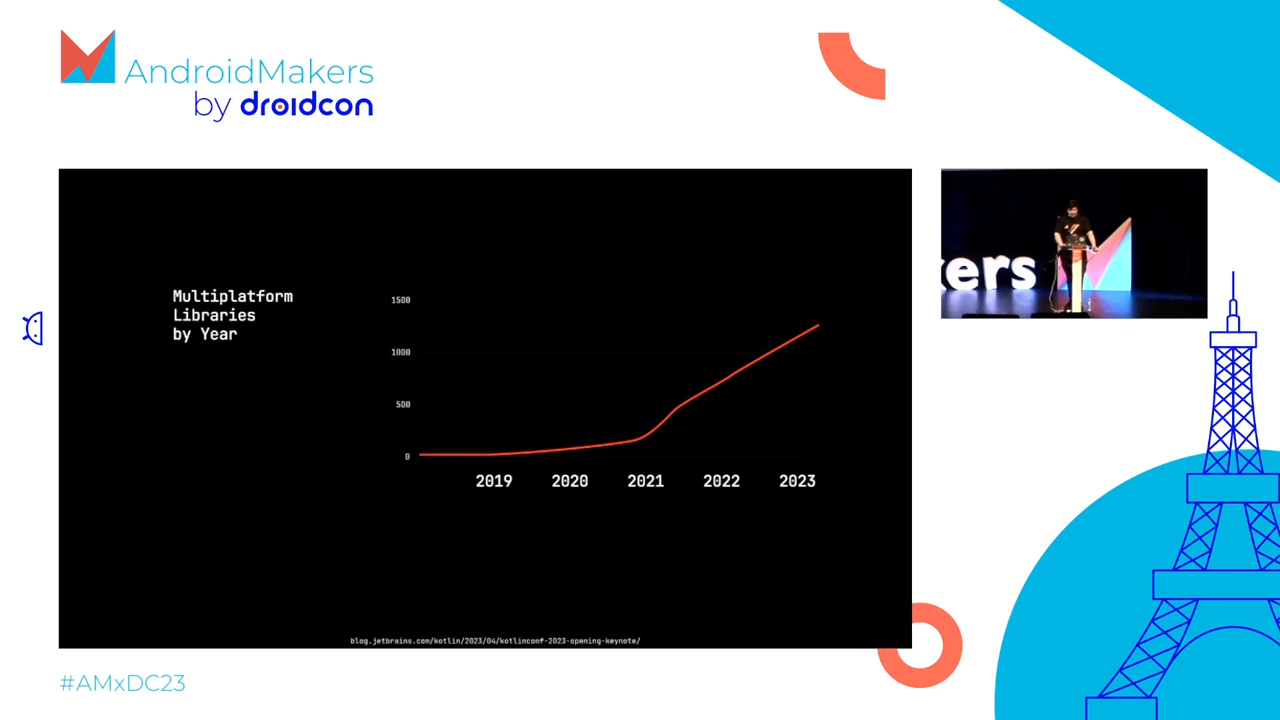 AndroidMakers
by droidcon
Multiplatform
Libraries
by Year
1500
1000
500
0
2019 2020 2021 2022 2023
blog.jetbrains.com/kotlin/2023/04/kotlinconf-2023-opening-keynote/
ers
#AMxDC23